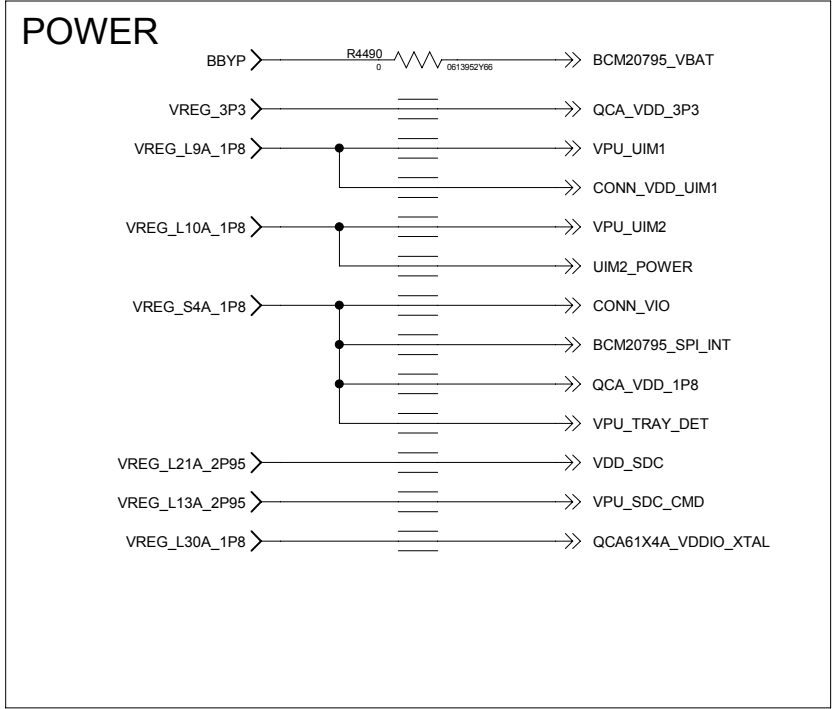 POWER
BBYP R4490 0 0613952Y66 BCM20795_VBAT
VREG_3P3 QCA_VDD_3P3
VREG_L9A_1P8 VPU_UIM1
CONN_VDD_UIM1
VREG_L10A_1P8 VPU_UIM2
UIM2_POWER
VREG_S4A_1P8 CONN_VIO
BCM20795_SPI_INT
QCA_VDD_1P8
VPU_TRAY_DET
VREG_L21A_2P95 VDD_SDC
VREG_L13A_2P95 VPU_SDC_CMD
VREG_L30A_1P8 QCA61X4A_VDDIO_XTAL